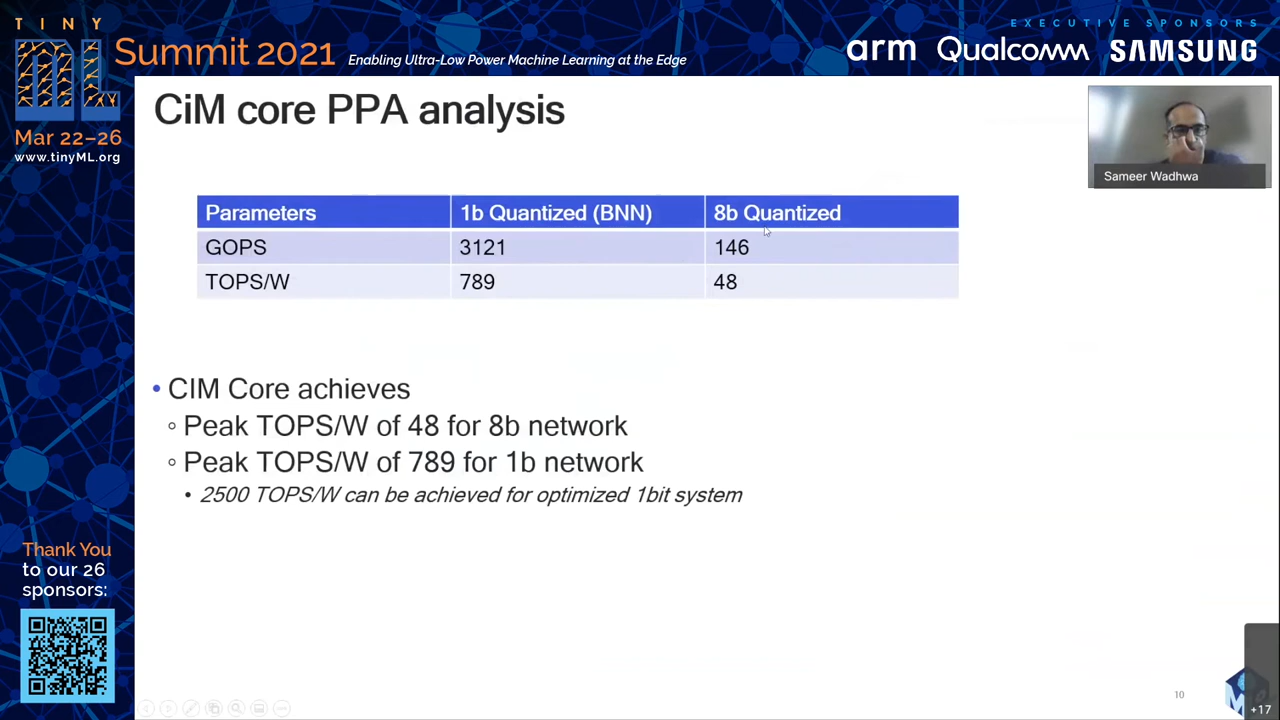 TINY
ML
Summit 2021
Enabling Ultra-Low Power Machine Learning at the Edge
EXECUTIVE SPONSORS
arm Qualcomm SAMSUNG
Mar 22–26
www.tinyML.org
CiM core PPA analysis
Sameer Wadhwa
Parameters 1b Quantized (BNN) 8b Quantized
GOPS 3121 146
TOPS/W 789 48
• CIM Core achieves
◦ Peak TOPS/W of 48 for 8b network
◦ Peak TOPS/W of 789 for 1b network
• 2500 TOPS/W can be achieved for optimized 1bit system
Thank You
to our 26
sponsors:
10
+17